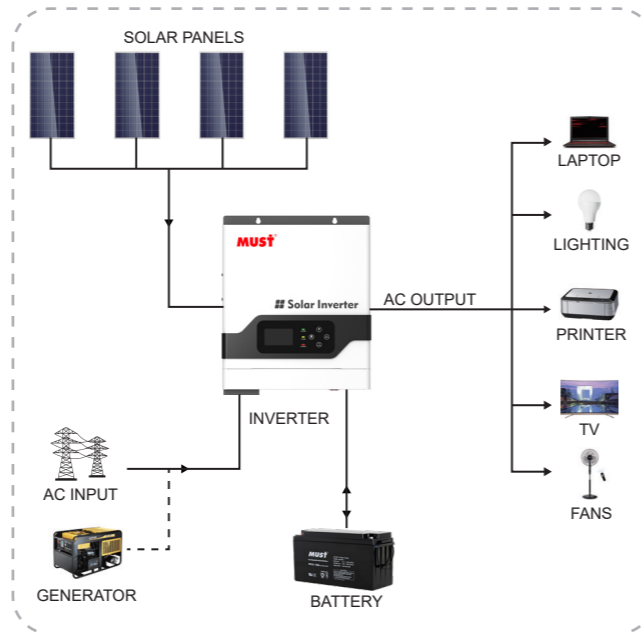 SOLAR PANELS
LAPTOP
LIGHTING
MUST
Solar Inverter
AC OUTPUT
PRINTER
INVERTER
TV
AC INPUT
FANS
MUST
GENERATOR
BATTERY